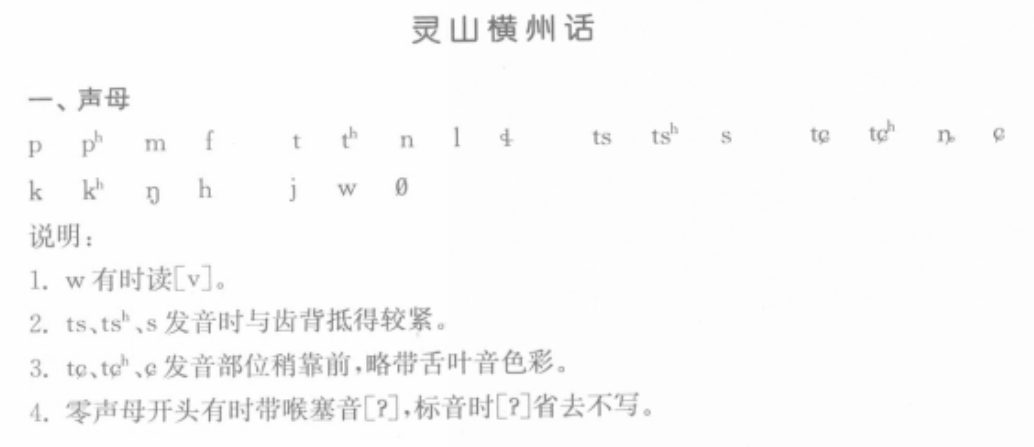 灵山横州话
一、声母
p pʰ m f t tʰ n l ɬ ts tsʰ s tɕ tɕʰ ȵ ɕ
k kʰ ŋ h j w ∅
说明：
1. w 有时读[v]。
2. ts、tsʰ、s 发音时与齿背抵得较紧。
3. tɕ、tɕʰ、ɕ 发音部位稍靠前，略带舌叶音色彩。
4. 零声母开头有时带喉塞音[ʔ]，标音时[ʔ]省去不写。